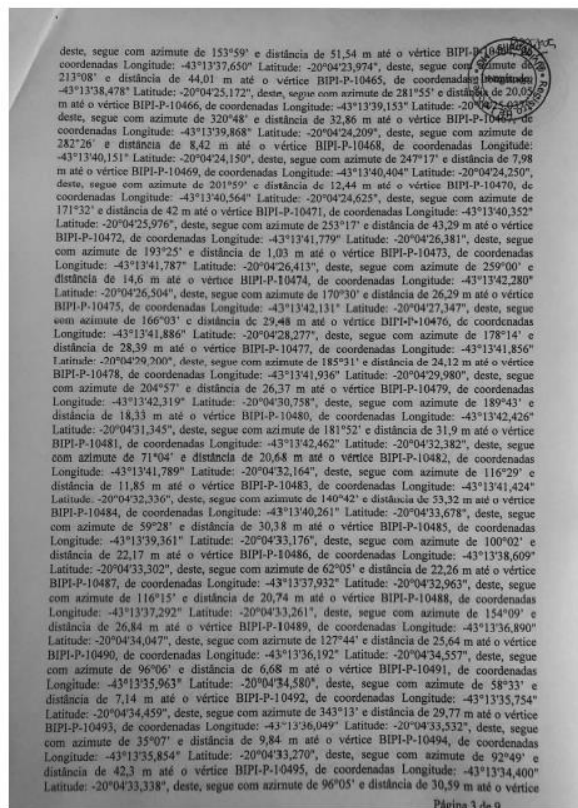 deste, segue com azimute de 153°59' e distância de 51,54 m até o vértice
coordenadas Longitude: -43°13'37,650" Latitude: -20°04'23,974", deste, segue com azimute de
213°08' e distância de 44,01 m até o vértice BIPI-P-10465, de coordenadas Longitude:
-43°13'38,478" Latitude: -20°04'25,172", deste, segue com azimute de 281°55' e distância de 20,05
m até o vértice BIPI-P-10466, de coordenadas Longitude: -43°13'39,153" Latitude:
deste, segue com azimute de 320°48' e distância de 32,86 m até o vértice BIPI-P-10467, de
coordenadas Longitude: -43°13'39,868" Latitude: -20°04'24,209", deste, segue com azimute de
282°26' e distância de 8,42 m até o vértice BIPI-P-10468, de coordenadas Longitude:
-43°13'40,151" Latitude: -20°04'24,150", deste, segue com azimute de 247°17' e distância de 7,98
m até o vértice BIPI-P-10469, de coordenadas Longitude: -43°13'40,404" Latitude: -20°04'24,250",
deste, segue com azimute de 201°59' e distância de 12,44 m até o vértice BIPI-P-10470, de
coordenadas Longitude: -43°13'40,564" Latitude: -20°04'24,625", deste, segue com azimute de
171°32' e distância de 42 m até o vértice BIPI-P-10471, de coordenadas Longitude: -43°13'40,352"
Latitude: -20°04'25,976", deste, segue com azimute de 253°17' e distância de 43,29 m até o vértice
BIPI-P-10472, de coordenadas Longitude: -43°13'41,779" Latitude: -20°04'26,381", deste, segue
com azimute de 193°25' e distância de 1,03 m até o vértice BIPI-P-10473, de coordenadas
Longitude: -43°13'41,787" Latitude: -20°04'26,413", deste, segue com azimute de 259°00' e
distância de 14,6 m até o vértice BIPI-P-10474, de coordenadas Longitude: -43°13'42,280"
Latitude: -20°04'26,504", deste, segue com azimute de 170°30' e distância de 26,29 m até o vértice
BIPI-P-10475, de coordenadas Longitude: -43°13'42,131" Latitude: -20°04'27,347", deste, segue
com azimute de 166°03' e distância de 29,48 m até o vértice BIPI-P-10476, de coordenadas
Longitude: -43°13'41,886" Latitude: -20°04'28,277", deste, segue com azimute de 178°14' e
distância de 28,39 m até o vértice BIPI-P-10477, de coordenadas Longitude: -43°13'41,856"
Latitude: -20°04'29,200", deste, segue com azimute de 185°31' e distância de 24,12 m até o vértice
BIPI-P-10478, de coordenadas Longitude: -43°13'41,936" Latitude: -20°04'29,980", deste, segue
com azimute de 204°57' e distância de 26,37 m até o vértice BIPI-P-10479, de coordenadas
Longitude: -43°13'42,319" Latitude: -20°04'30,758", deste, segue com azimute de 189°43' e
distância de 18,33 m até o vértice BIPI-P-10480, de coordenadas Longitude: -43°13'42,426"
Latitude: -20°04'31,345", deste, segue com azimute de 181°52' e distância de 31,9 m até o vértice
BIPI-P-10481, de coordenadas Longitude: -43°13'42,462" Latitude: -20°04'32,382", deste, segue
com azimute de 71°04' e distância de 20,68 m até o vértice BIPI-P-10482, de coordenadas
Longitude: -43°13'41,789" Latitude: -20°04'32,164", deste, segue com azimute de 116°29' e
distância de 11,85 m até o vértice BIPI-P-10483, de coordenadas Longitude: -43°13'41,424"
Latitude: -20°04'32,336", deste, segue com azimute de 140°42' e distância de 53,32 m até o vértice
BIPI-P-10484, de coordenadas Longitude: -43°13'40,261" Latitude: -20°04'33,678", deste, segue
com azimute de 59°28' e distância de 30,38 m até o vértice BIPI-P-10485, de coordenadas
Longitude: -43°13'39,361" Latitude: -20°04'33,176", deste, segue com azimute de 100°02' e
distância de 22,17 m até o vértice BIPI-P-10486, de coordenadas Longitude: -43°13'38,609"
Latitude: -20°04'33,302", deste, segue com azimute de 62°05' e distância de 22,26 m até o vértice
BIPI-P-10487, de coordenadas Longitude: -43°13'37,932" Latitude: -20°04'32,963", deste, segue
com azimute de 116°15' e distância de 20,74 m até o vértice BIPI-P-10488, de coordenadas
Longitude: -43°13'37,292" Latitude: -20°04'33,261", deste, segue com azimute de 154°09' e
distância de 26,84 m até o vértice BIPI-P-10489, de coordenadas Longitude: -43°13'36,890"
Latitude: -20°04'34,047", deste, segue com azimute de 127°44' e distância de 25,64 m até o vértice
BIPI-P-10490, de coordenadas Longitude: -43°13'36,192" Latitude: -20°04'34,557", deste, segue
com azimute de 96°06' e distância de 6,68 m até o vértice BIPI-P-10491, de coordenadas
Longitude: -43°13'35,963" Latitude: -20°04'34,580", deste, segue com azimute de 58°33' e
distância de 7,14 m até o vértice BIPI-P-10492, de coordenadas Longitude: -43°13'35,754"
Latitude: -20°04'34,459", deste, segue com azimute de 343°13' e distância de 29,77 m até o vértice
BIPI-P-10493, de coordenadas Longitude: -43°13'36,049" Latitude: -20°04'33,532", deste, segue
com azimute de 35°07' e distância de 9,84 m até o vértice BIPI-P-10494, de coordenadas
Longitude: -43°13'35,854" Latitude: -20°04'33,270", deste, segue com azimute de 92°49' e
distância de 42,3 m até o vértice BIPI-P-10495, de coordenadas Longitude: -43°13'34,400"
Latitude: -20°04'33,338", deste, segue com azimute de 96°05' e distância de 30,59 m até o vértice
Página 3 de 9